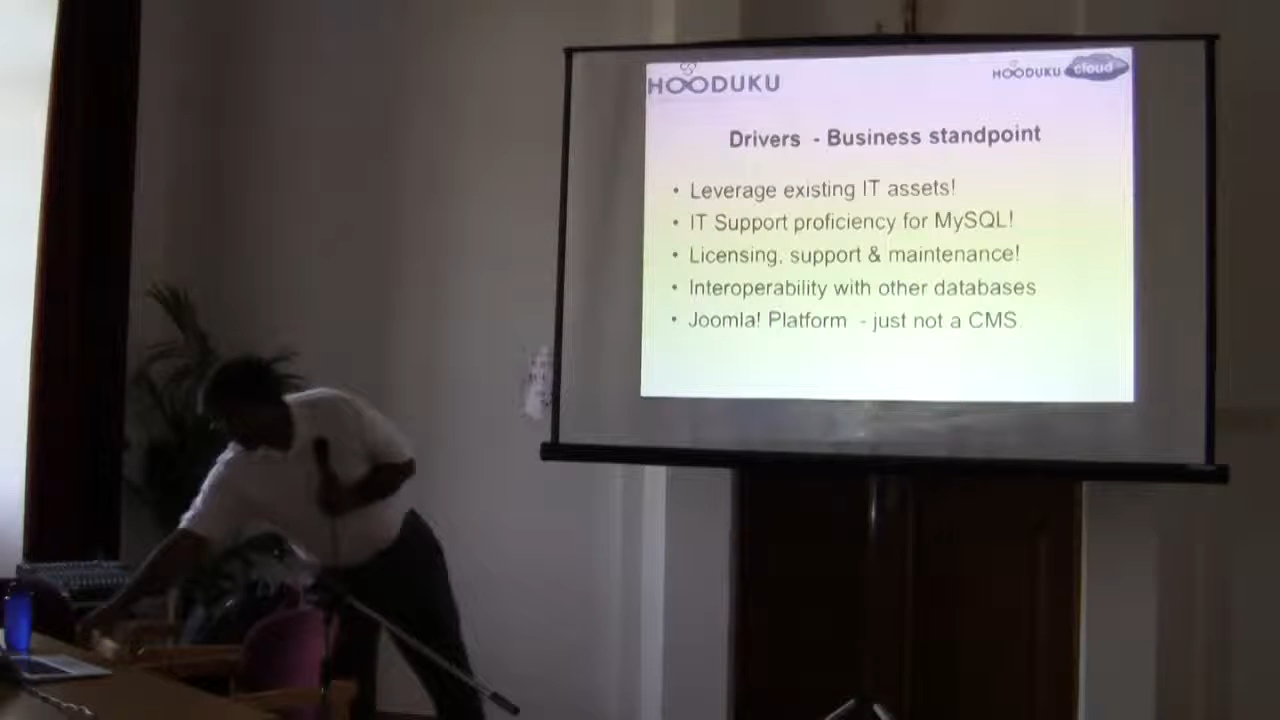 HOODUKU
HOODUKU cloud
Drivers - Business standpoint
• Leverage existing IT assets!
• IT Support proficiency for MySQL!
• Licensing, support & maintenance!
• Interoperability with other databases
• Joomla! Platform - just not a CMS.